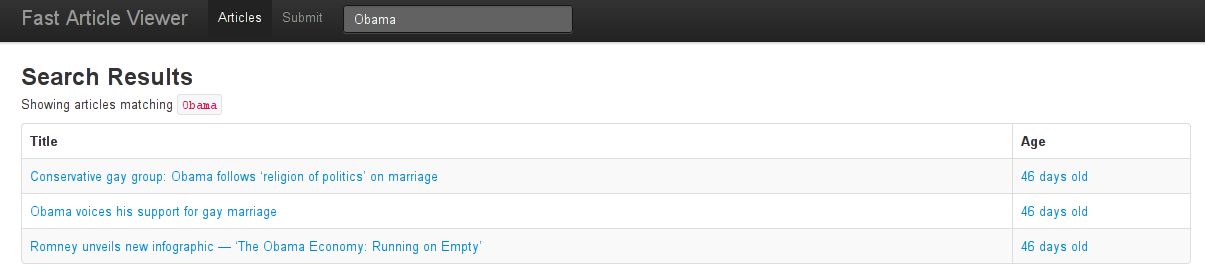 Fast Article Viewer Articles Submit Obama
Search Results
Showing articles matching Obama
Title Age
Conservative gay group: Obama follows ‘religion of politics’ on marriage 46 days old
Obama voices his support for gay marriage 46 days old
Romney unveils new infographic — ‘The Obama Economy: Running on Empty’ 46 days old